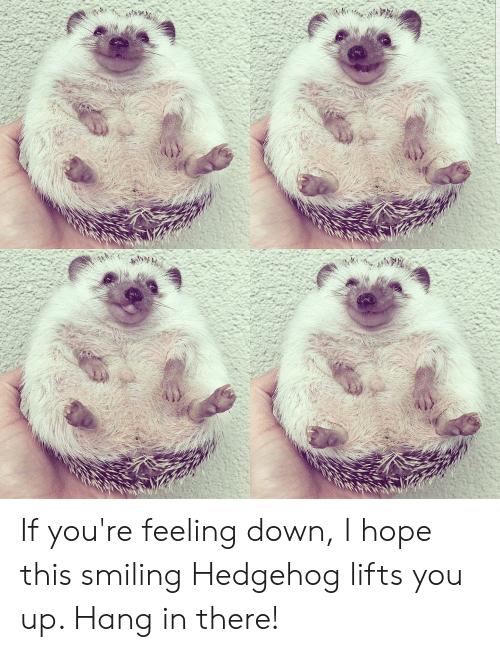 If you're feeling down, I hope
this smiling Hedgehog lifts you
up. Hang in there!